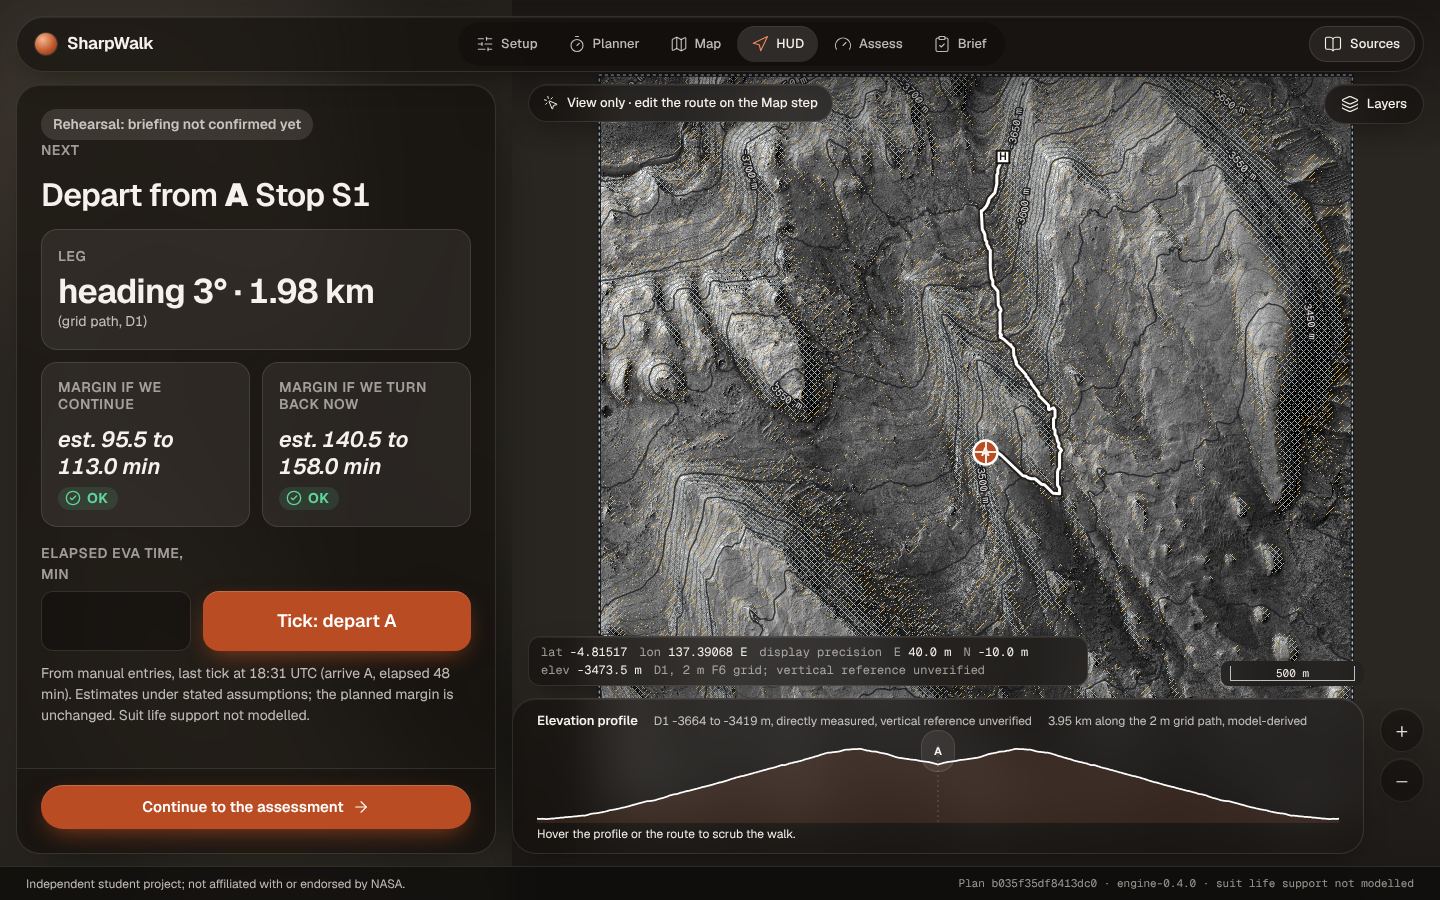 SharpWalk
Setup
Planner
Map
HUD
Assess
Brief
Sources
Rehearsal: briefing not confirmed yet
NEXT
Depart from A Stop S1
LEG
heading 3° · 1.98 km
(grid path, D1)
MARGIN IF WE
CONTINUE
est. 95.5 to
113.0 min
OK
MARGIN IF WE TURN
BACK NOW
est. 140.5 to
158.0 min
OK
ELAPSED EVA TIME,
MIN
Tick: depart A
From manual entries, last tick at 18:31 UTC (arrive A, elapsed 48
min). Estimates under stated assumptions; the planned margin is
unchanged. Suit life support not modelled.
Continue to the assessment
View only · edit the route on the Map step
Layers
H
lat -4.81517 lon 137.39068 E display precision E 40.0 m N -10.0 m
elev -3473.5 m D1, 2 m F6 grid; vertical reference unverified
500 m
Elevation profile D1 -3664 to -3419 m, directly measured, vertical reference unverified 3.95 km along the 2 m grid path, model-derived
A
Hover the profile or the route to scrub the walk.
+
−
Independent student project; not affiliated with or endorsed by NASA.
Plan b035f35df8413dc0 · engine-0.4.0 · suit life support not modelled